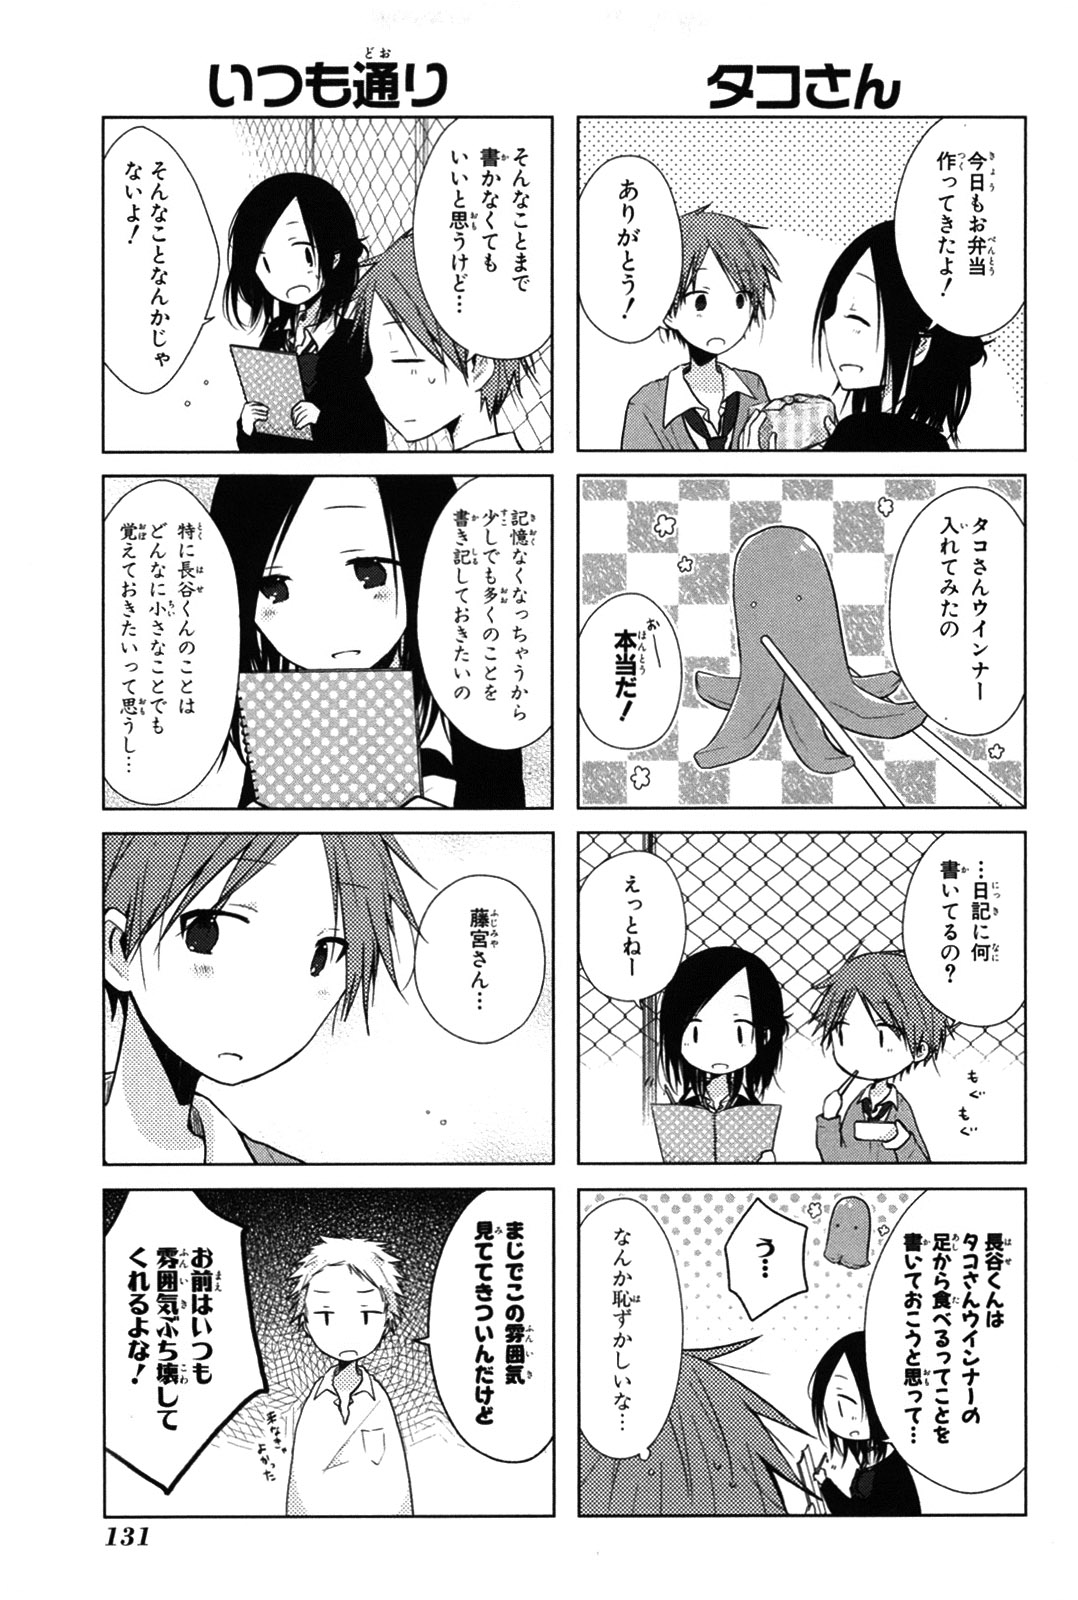 タコさん
今日もお弁当
作ってきたよ！
ありがとう！
タコさんウインナー
入れてみたの
おー
本当だ！
…日記に何
書いてるの？
えっとねー
もぐ
もぐ
長谷くんは
タコさんウインナーの
足から食べるってことを
書いておこうと思って…
う…
なんか恥ずかしいな…
いつも通り
そんなことまで
書かなくても
いいと思うけど…
そんなことなんかじゃ
ないよ！
記憶なくなっちゃうから
少しでも多くのことを
書き記しておきたいの
特に長谷くんのことは
どんなに小さなことでも
覚えておきたいって思うし…
藤宮さん…
まじでこの雰囲気
見ててきついんだけど
来なきゃ
よかった
お前はいつも
雰囲気ぶち壊して
くれるよな！
131